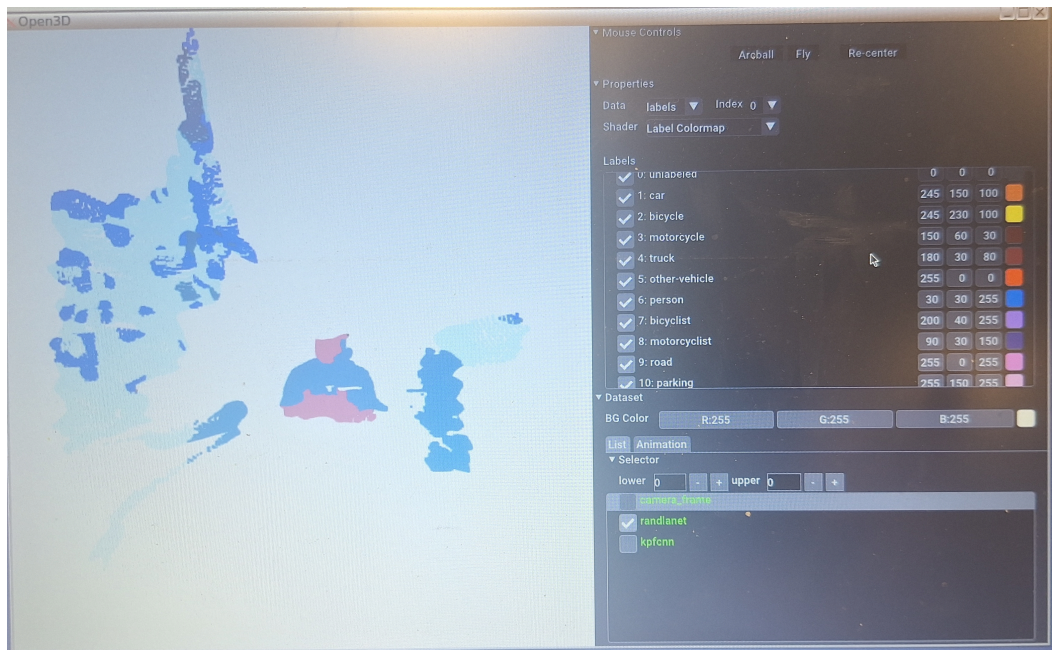 Open3D
Mouse Controls
Arcball Fly Re-center
Properties
Data labels Index 0
Shader Label Colormap
Labels
0: unlabeled 0 0 0
1: car 245 150 100
2: bicycle 245 230 100
3: motorcycle 150 60 30
4: truck 180 30 80
5: other-vehicle 255 0 0
6: person 30 30 255
7: bicyclist 200 40 255
8: motorcyclist 90 30 150
9: road 255 0 255
10: parking 255 150 255
Dataset
BG Color R:255 G:255 B:255
List Animation
Selector
lower 0 - + upper 0 - +
camera_frame
randlanet
kpfcnn